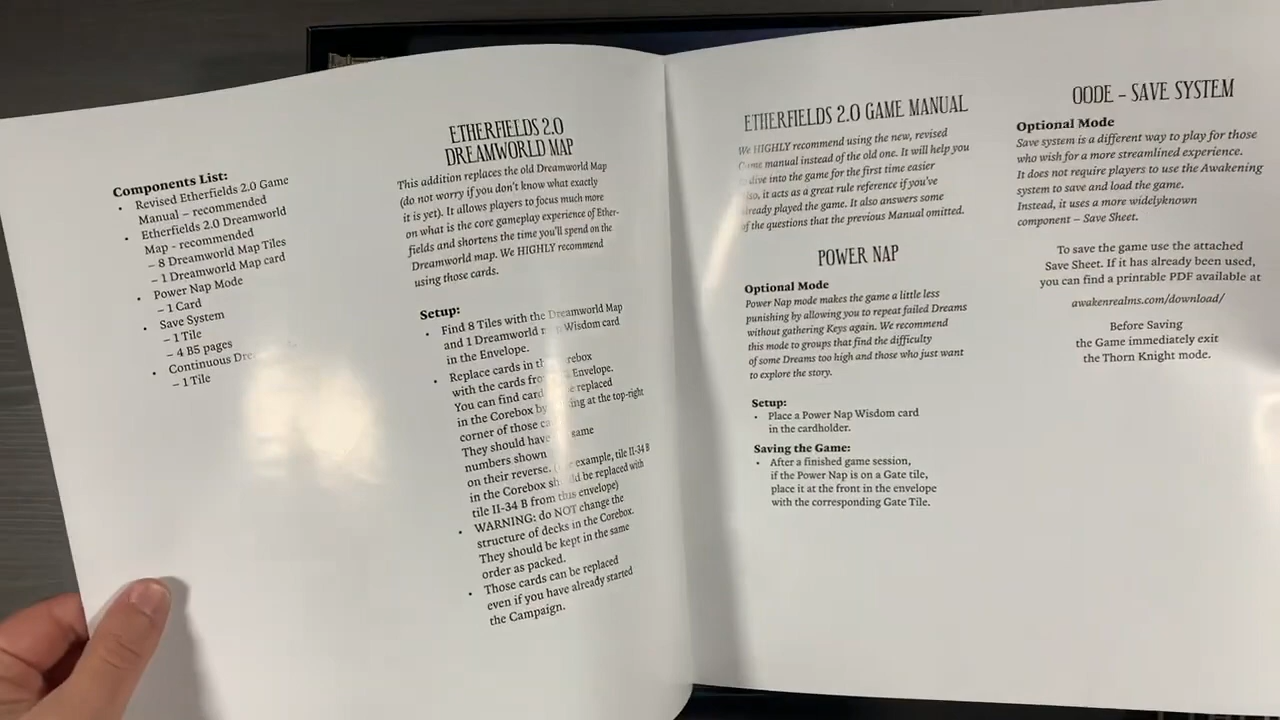 Components List:
• Revised Etherfields 2.0 Game
Manual – recommended
• Etherfields 2.0 Dreamworld
Map - recommended
– 8 Dreamworld Map Tiles
– 1 Dreamworld Map card
• Power Nap Mode
– 1 Card
• Save System
– 1 Tile
– 4 B5 pages
• Continuous
– 1 Tile
ETHERFIELDS 2.0
DREAMWORLD MAP
This addition replaces the old Dreamworld Map
(do not worry if you don't know what exactly
it is yet). It allows players to focus much more
on what is the core gameplay experience of Ether-
fields and shortens the time you'll spend on the
Dreamworld map. We HIGHLY recommend
using those cards.
Setup:
• Find 8 Tiles with the Dreamworld Map
and 1 Dreamworld Wisdom card
in the Envelope.
• Replace cards in the Corebox
with the cards from Envelope.
You can find card replaced
in the Corebox by at the top-right
corner of those
They should have same
numbers shown
on their reverse. example, tile II-34 B
in the Corebox should be replaced with
tile II-34 B from this envelope)
• WARNING: do NOT change the
structure of decks in the Corebox.
They should be kept in the same
order as packed.
• Those cards can be replaced
even if you have already started
the Campaign.
ETHERFIELDS 2.0 GAME MANUAL
We HIGHLY recommend using the new, revised
Game manual instead of the old one. It will help you
dive into the game for the first time easier
Also, it acts as a great rule reference if you've
already played the game. It also answers some
of the questions that the previous Manual omitted.
POWER NAP
Optional Mode
Power Nap mode makes the game a little less
punishing by allowing you to repeat failed Dreams
without gathering Keys again. We recommend
this mode to groups that find the difficulty
of some Dreams too high and those who just want
to explore the story.
Setup:
• Place a Power Nap Wisdom card
in the cardholder.
Saving the Game:
• After a finished game session,
if the Power Nap is on a Gate tile,
place it at the front in the envelope
with the corresponding Gate Tile.
OODE – SAVE SYSTEM
Optional Mode
Save system is a different way to play for those
who wish for a more streamlined experience.
It does not require players to use the Awakening
system to save and load the game.
Instead, it uses a more widelyknown
component – Save Sheet.
To save the game use the attached
Save Sheet. If it has already been used,
you can find a printable PDF available at
awakenrealms.com/download/
Before Saving
the Game immediately exit
the Thorn Knight mode.